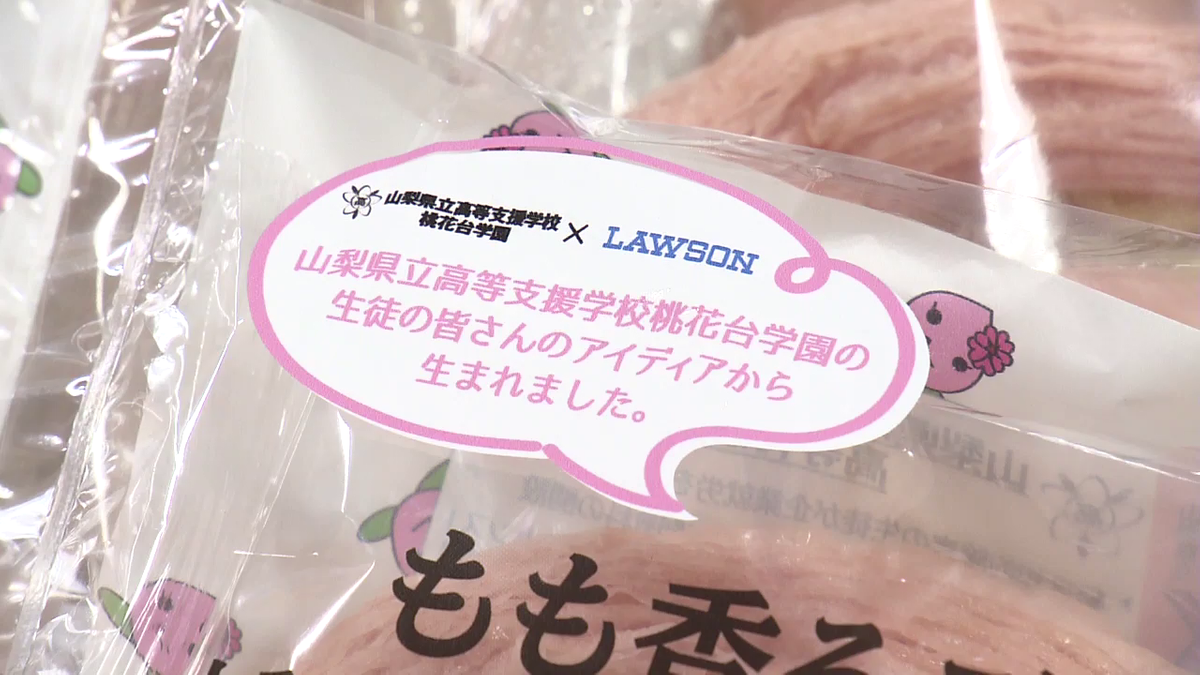 山梨県立高等支援学校
桃花台学園
× LAWSON
山梨県立高等支援学校桃花台学園の
生徒の皆さんのアイディアから
生まれました。
もも香る